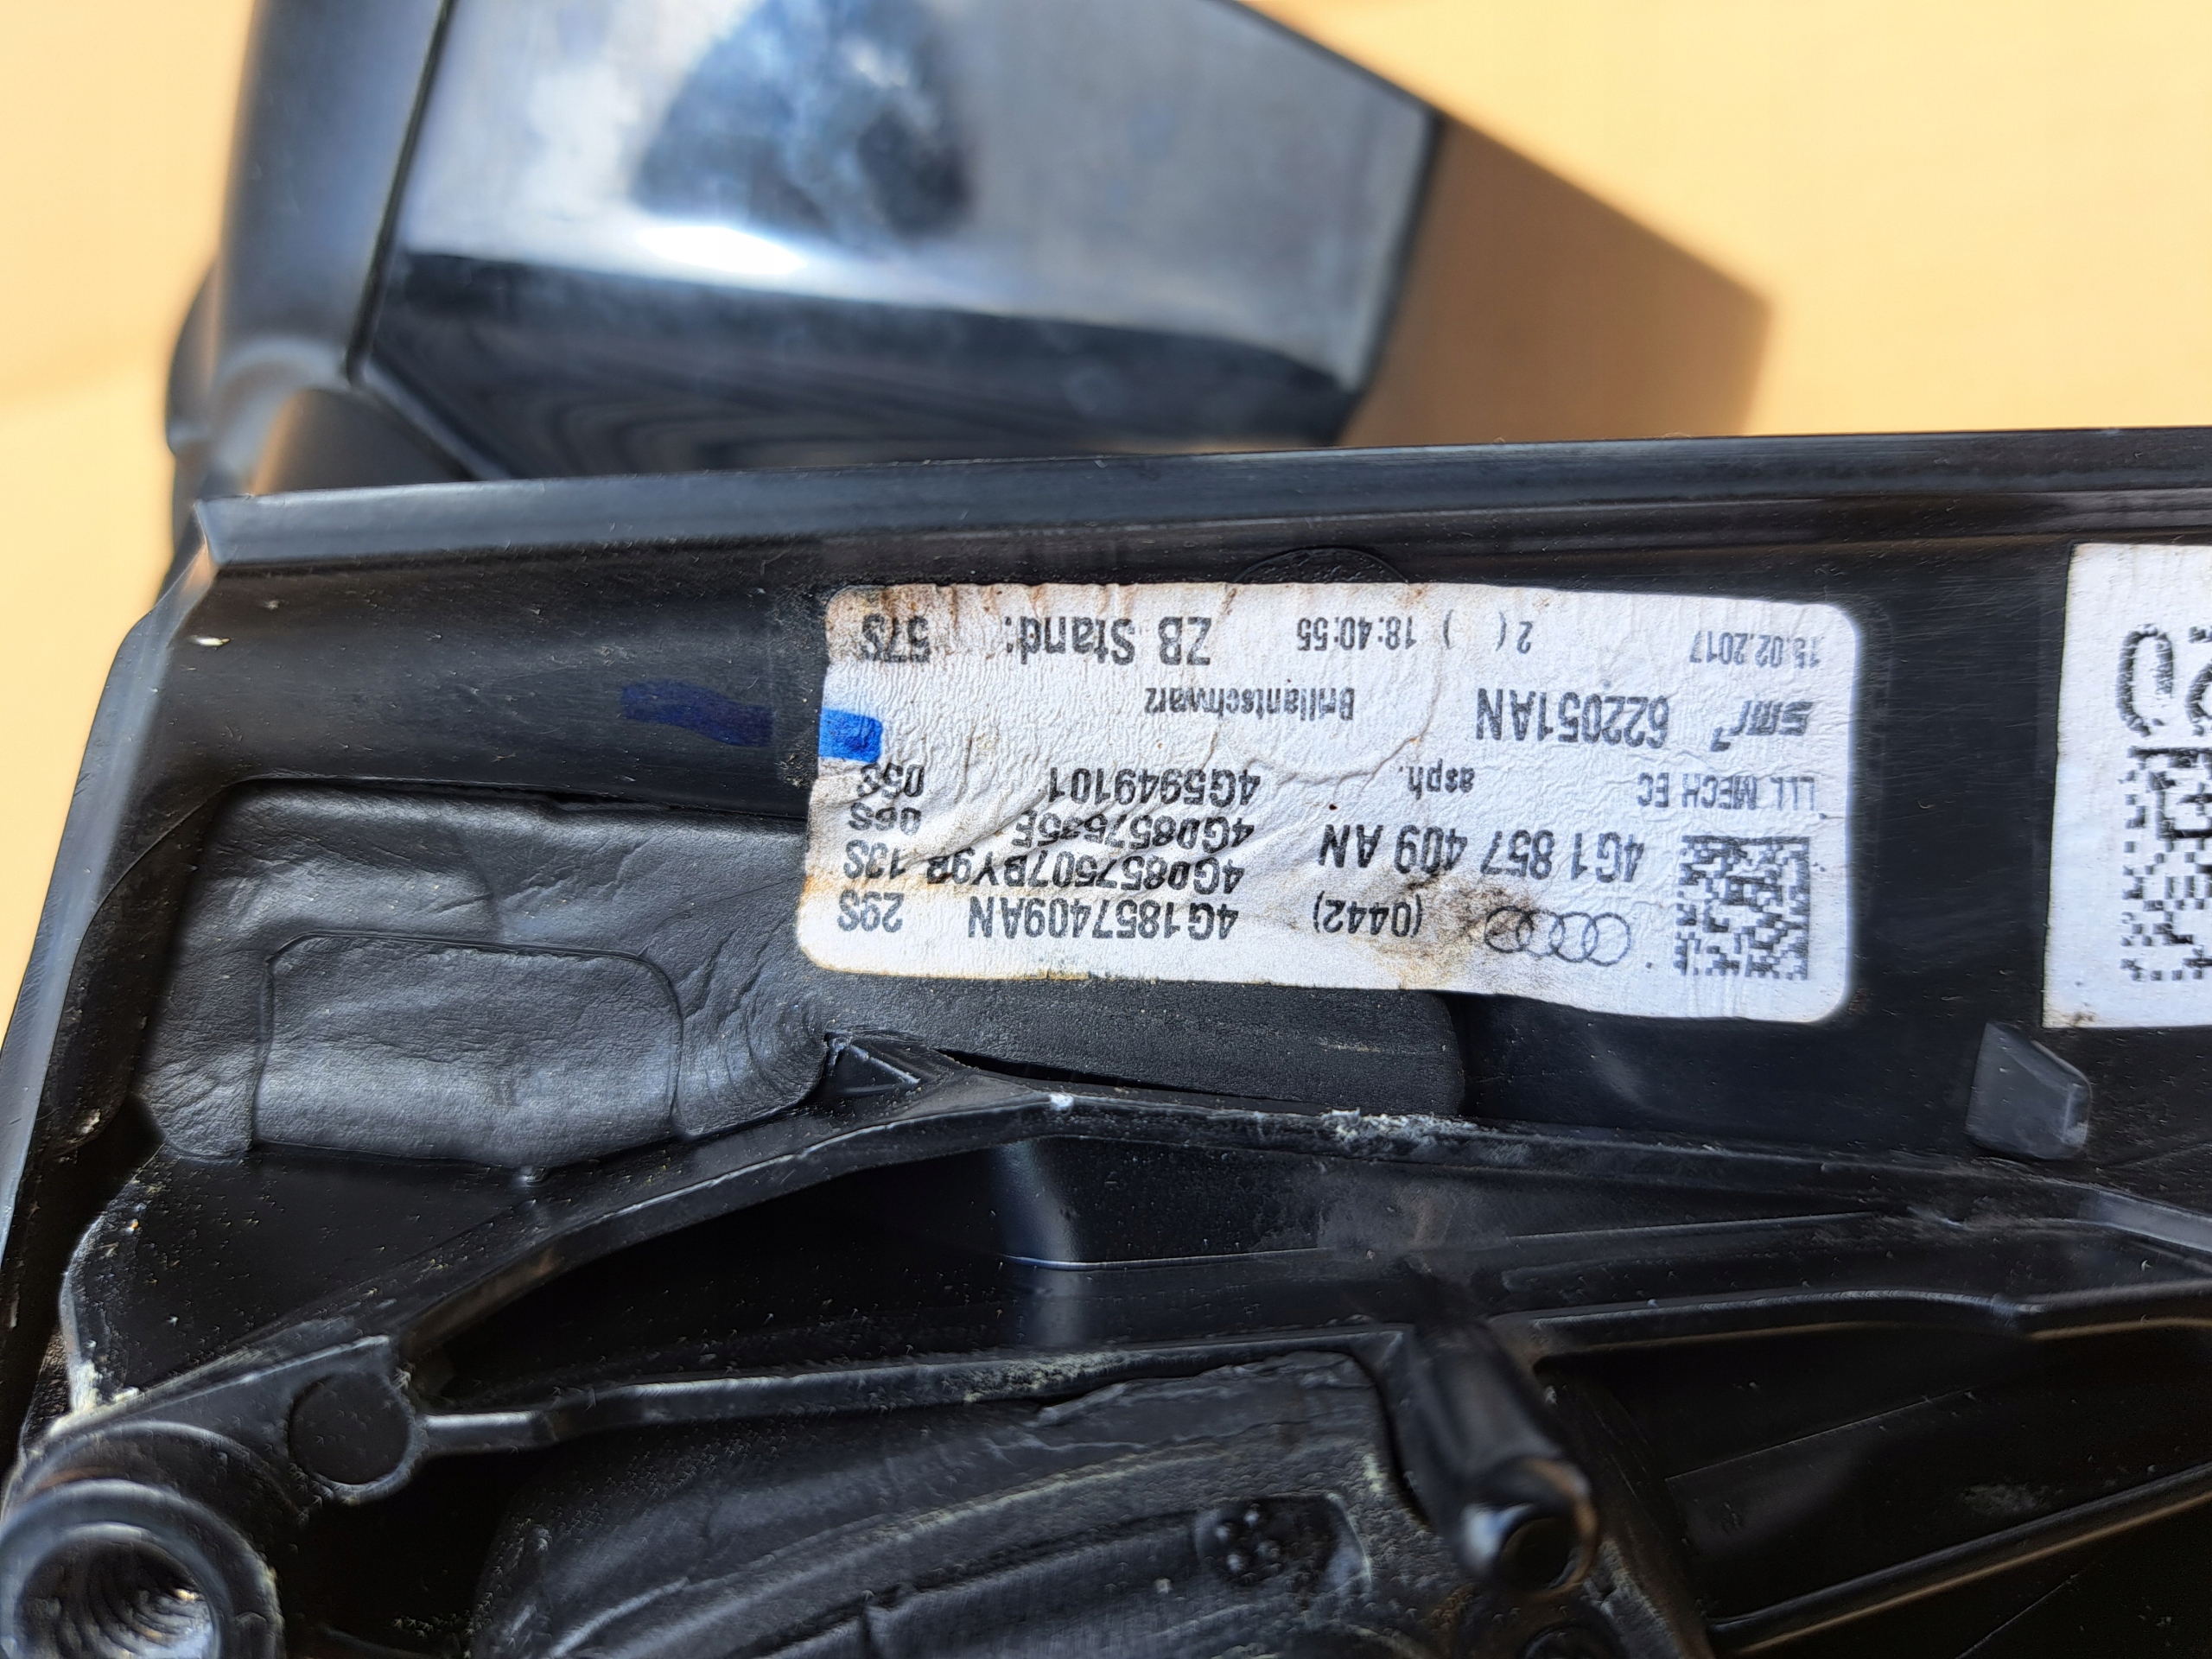 (0442) 4G1857409AN 29S
4G1 857 409 AN 4G0857507BY9B 13S
4G0857535E 06S
LLL MECH EC asph. 4G5949101 05S
smr 622051AN Brillantschwarz
15.02.2017 2 ( ) 18:40:55 ZB Stand: 57S